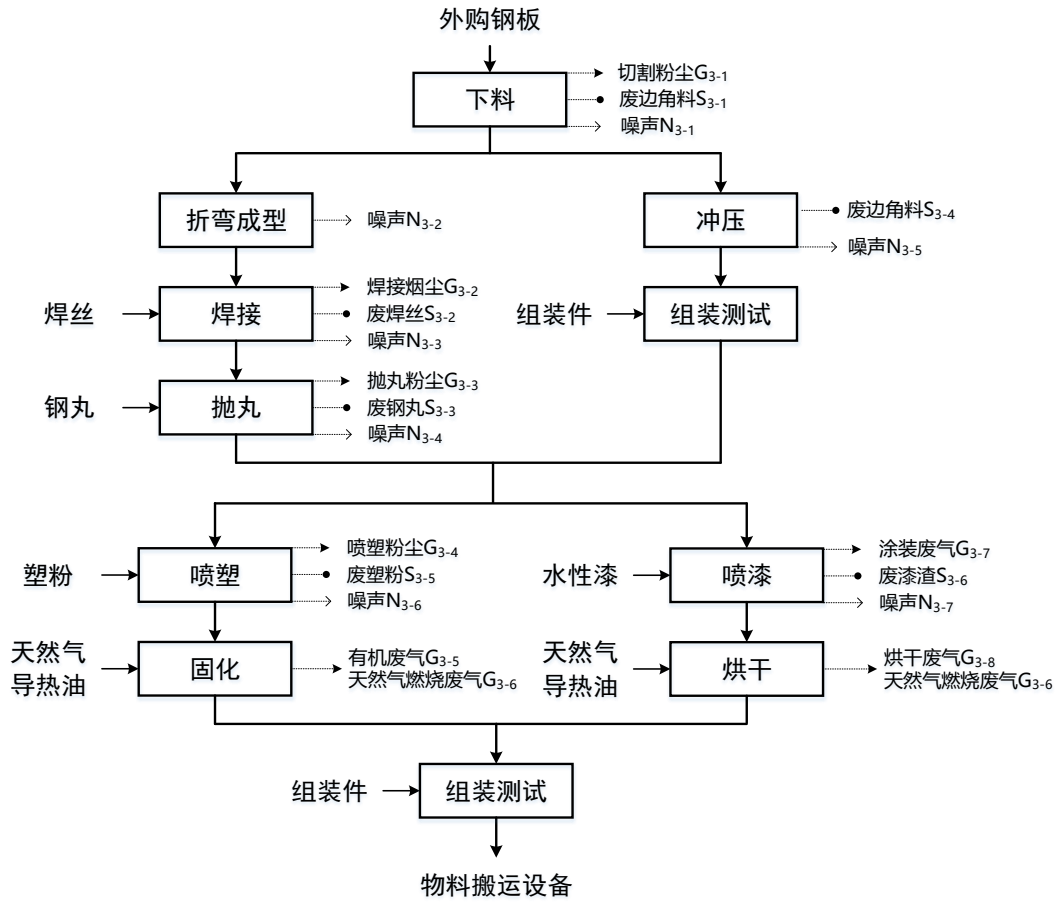 外购钢板
下料
切割粉尘G3-1
废边角料S3-1
噪声N3-1
折弯成型
噪声N3-2
冲压
废边角料S3-4
噪声N3-5
焊丝
焊接
焊接烟尘G3-2
废焊丝S3-2
噪声N3-3
组装件
组装测试
钢丸
抛丸
抛丸粉尘G3-3
废钢丸S3-3
噪声N3-4
塑粉
喷塑
喷塑粉尘G3-4
废塑粉S3-5
噪声N3-6
水性漆
喷漆
涂装废气G3-7
废漆渣S3-6
噪声N3-7
天然气
导热油
固化
有机废气G3-5
天然气燃烧废气G3-6
天然气
导热油
烘干
烘干废气G3-8
天然气燃烧废气G3-6
组装件
组装测试
物料搬运设备